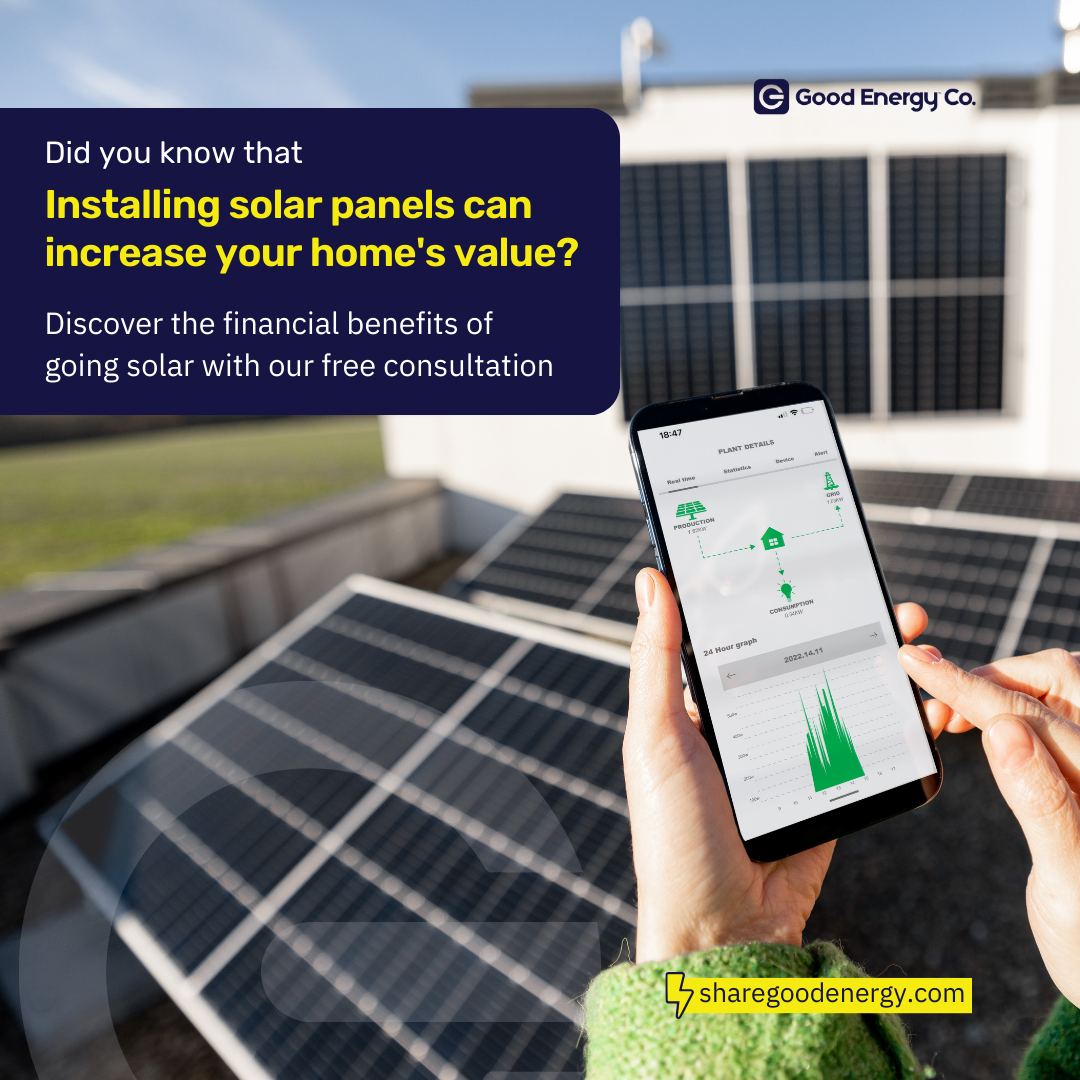 Good Energy Co.
Did you know that
Installing solar panels can
increase your home's value?
Discover the financial benefits of
going solar with our free consultation
18:47
PLANT DETAILS
Real time Statistics Device Alert
GRID
PRODUCTION
CONSUMPTION
24 Hour graph
← 2022.14.11 →
sharegoodenergy.com